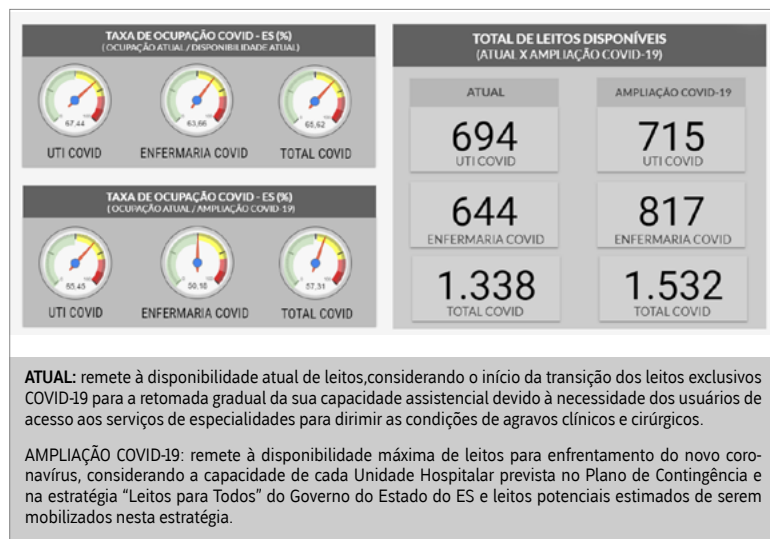 TAXA DE OCUPAÇÃO COVID - ES (%)
(OCUPAÇÃO ATUAL / DISPONIBILIDADE ATUAL)
67,44
63,66
65,62
UTI COVID
ENFERMARIA COVID
TOTAL COVID
TAXA DE OCUPAÇÃO COVID - ES (%)
(OCUPAÇÃO ATUAL / AMPLIAÇÃO COVID-19)
50,18
57,31
UTI COVID
ENFERMARIA COVID
TOTAL COVID
TOTAL DE LEITOS DISPONÍVEIS
(ATUAL X AMPLIAÇÃO COVID-19)
ATUAL
AMPLIAÇÃO COVID-19
694
UTI COVID
715
UTI COVID
644
ENFERMARIA COVID
817
ENFERMARIA COVID
1.338
TOTAL COVID
1.532
TOTAL COVID
ATUAL: remete à disponibilidade atual de leitos,considerando o início da transição dos leitos exclusivos
COVID-19 para a retomada gradual da sua capacidade assistencial devido à necessidade dos usuários de
acesso aos serviços de especialidades para dirimir as condições de agravos clínicos e cirúrgicos.
AMPLIAÇÃO COVID-19: remete à disponibilidade máxima de leitos para enfrentamento do novo coro-
navírus, considerando a capacidade de cada Unidade Hospitalar prevista no Plano de Contingência e
na estratégia “Leitos para Todos” do Governo do Estado do ES e leitos potenciais estimados de serem
mobilizados nesta estratégia.